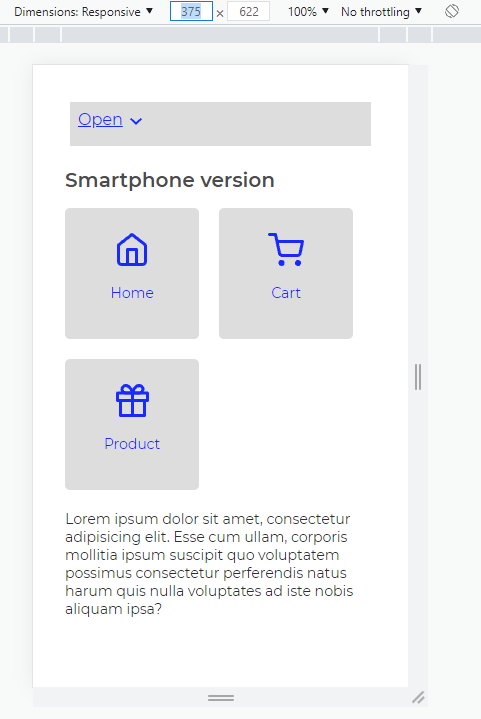 Dimensions: Responsive ▼ 375 × 622 100% ▼ No throttling ▼
Open
Smartphone version
Home Cart
Product
Lorem ipsum dolor sit amet, consectetur
adipisicing elit. Esse cum ullam, corporis
mollitia ipsum suscipit quo voluptatem
possimus consectetur perferendis natus
harum quis nulla voluptates ad iste nobis
aliquam ipsa?